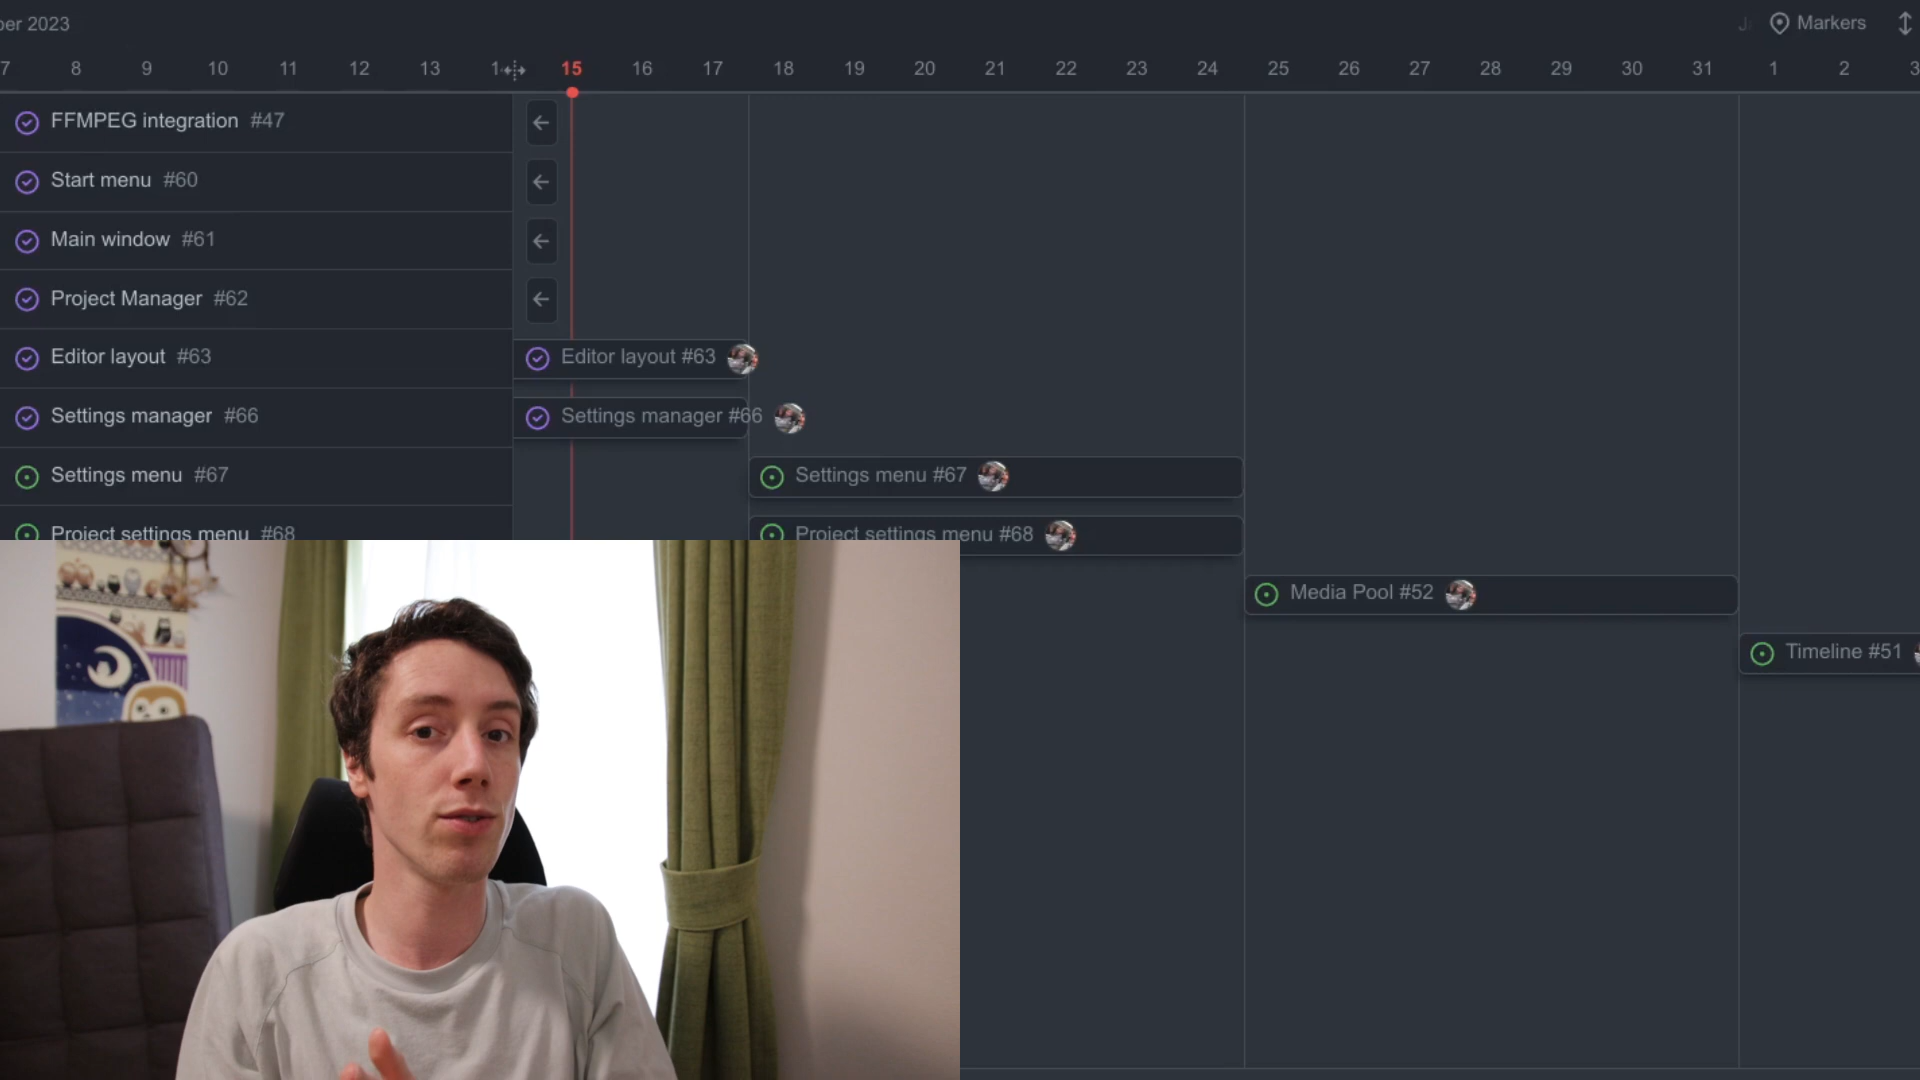 ber 2023
Markers
7 8 9 10 11 12 13 15 16 17 18 19 20 21 22 23 24 25 26 27 28 29 30 31 1 2 3
FFMPEG integration #47
Start menu #60
Main window #61
Project Manager #62
Editor layout #63
Editor layout #63
Settings manager #66
Settings manager #66
Settings menu #67
Settings menu #67
Project settings menu #68
Project settings menu #68
Media Pool #52
Timeline #51